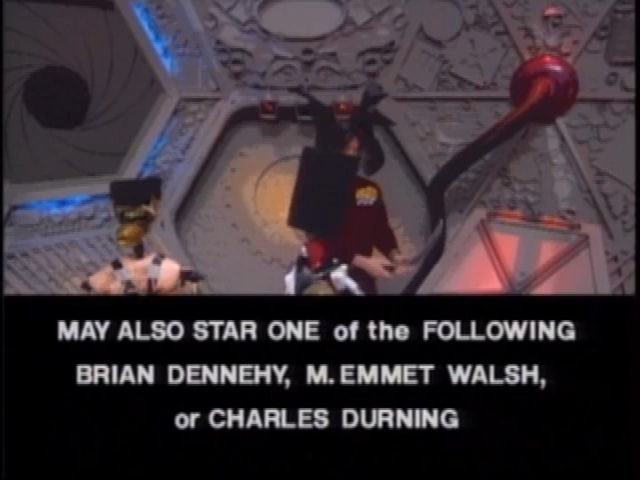 MAY ALSO STAR ONE of the FOLLOWING
BRIAN DENNEHY, M. EMMET WALSH,
or CHARLES DURNING